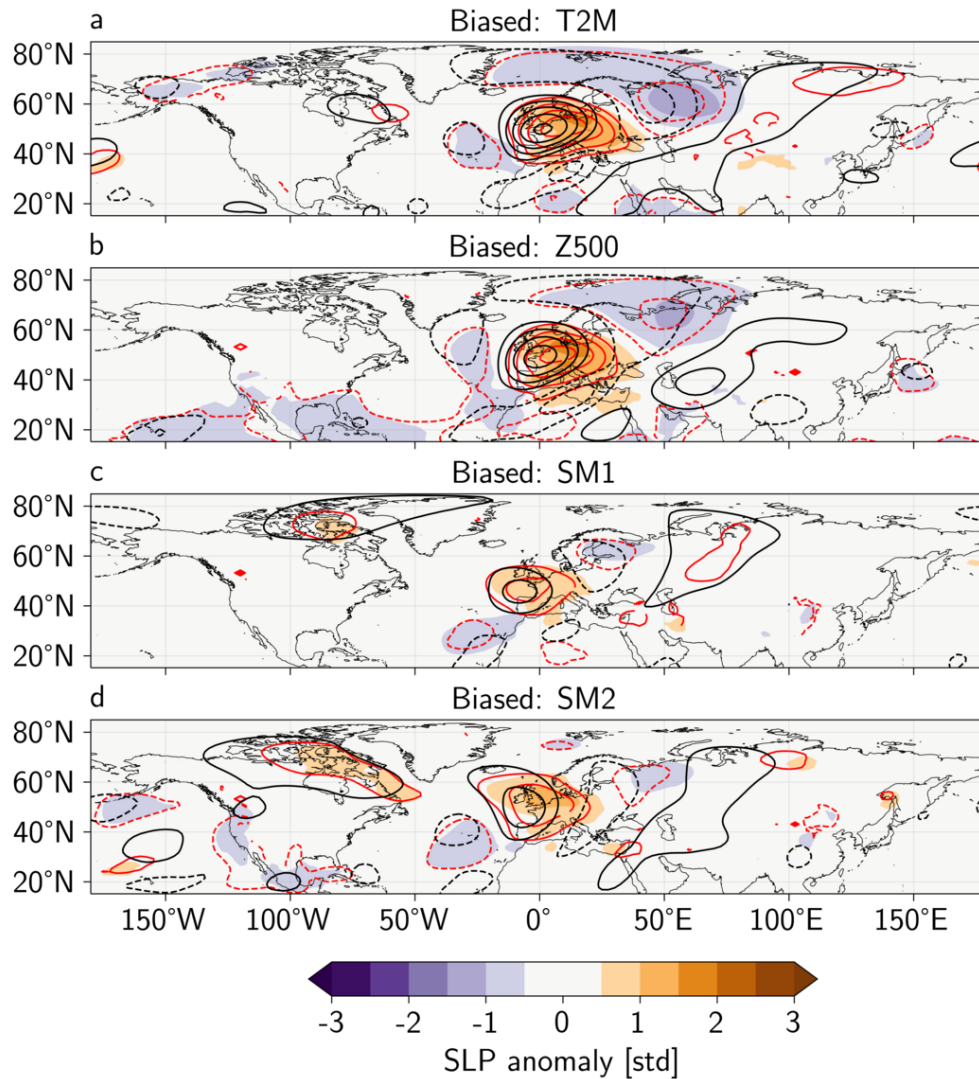 a Biased: T2M
80°N
60°N
40°N
20°N
b Biased: Z500
80°N
60°N
40°N
20°N
c Biased: SM1
80°N
60°N
40°N
20°N
d Biased: SM2
80°N
60°N
40°N
20°N
150°W 100°W 50°W 0° 50°E 100°E 150°E
-3 -2 -1 0 1 2 3
SLP anomaly [std]